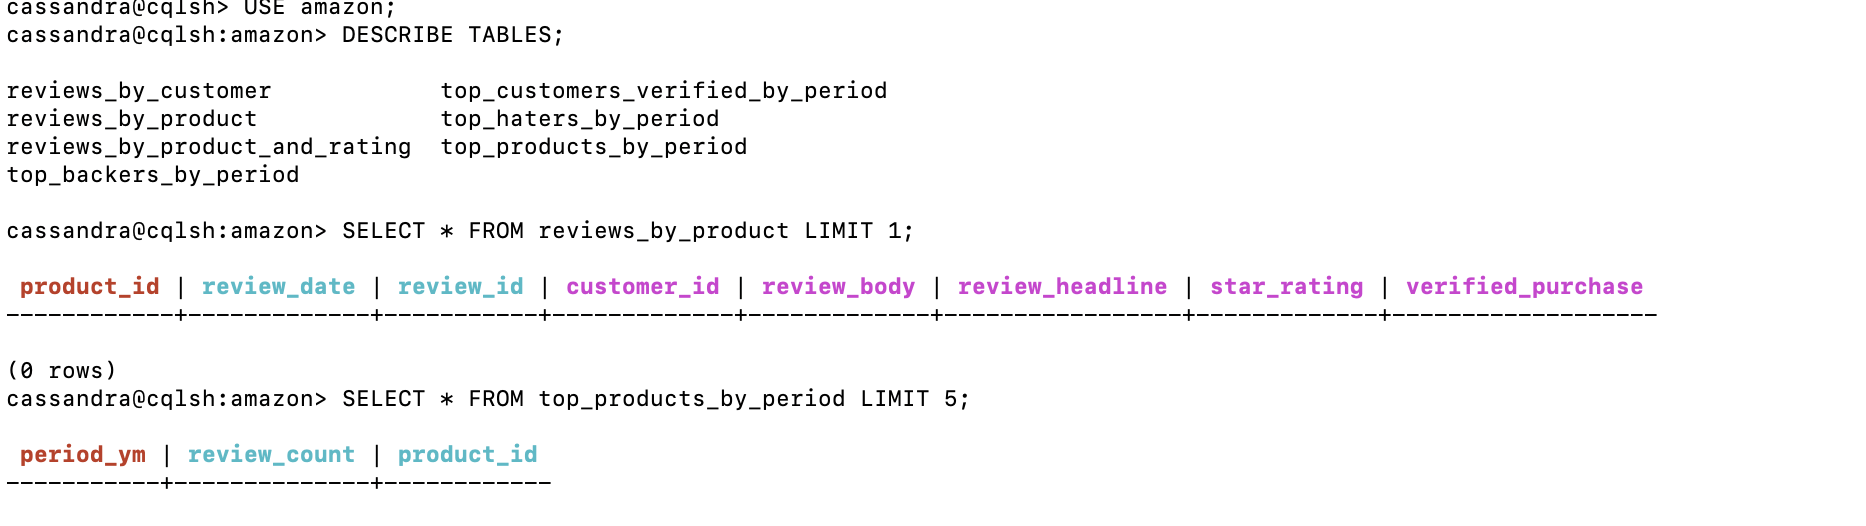 cassandra@cqlsh> USE amazon;
cassandra@cqlsh:amazon> DESCRIBE TABLES;
reviews_by_customer            top_customers_verified_by_period
reviews_by_product             top_haters_by_period
reviews_by_product_and_rating  top_products_by_period
top_backers_by_period
cassandra@cqlsh:amazon> SELECT * FROM reviews_by_product LIMIT 1;
 product_id | review_date | review_id | customer_id | review_body | review_headline | star_rating | verified_purchase
------------+-------------+-----------+-------------+-------------+-----------------+-------------+-------------------
(0 rows)
cassandra@cqlsh:amazon> SELECT * FROM top_products_by_period LIMIT 5;
 period_ym | review_count | product_id
-----------+--------------+------------